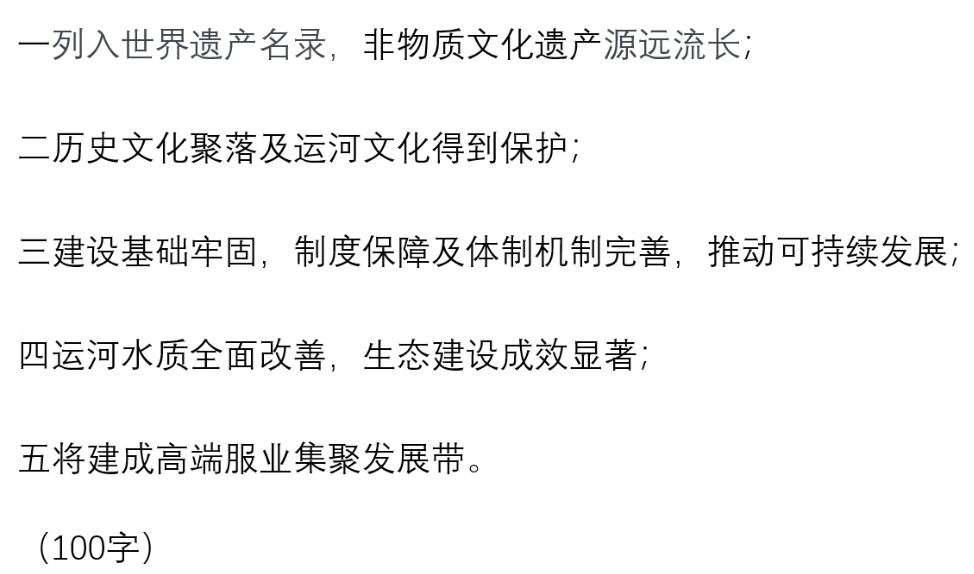 一列入世界遗产名录，非物质文化遗产源远流长；
二历史文化聚落及运河文化得到保护；
三建设基础牢固，制度保障及体制机制完善，推动可持续发展；
四运河水质全面改善，生态建设成效显著；
五将建成高端服业集聚发展带。
（100字）